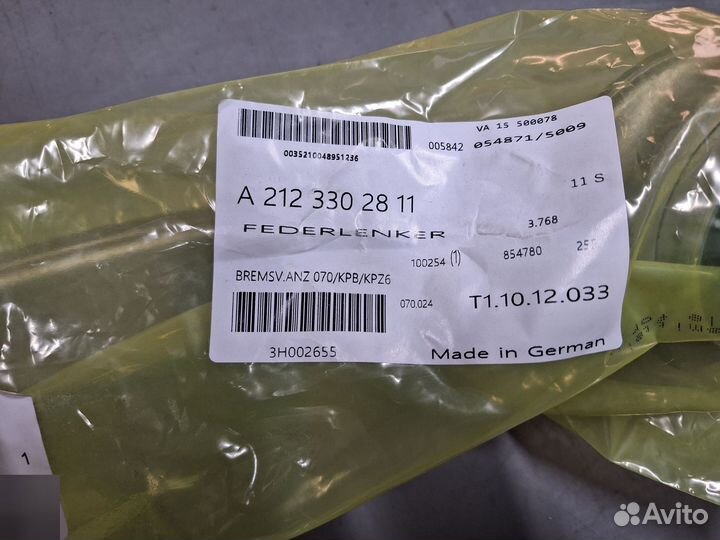 VA 15 500078
005842 054871/5009
0035210048951236
11 S
A 212 330 28 11
FEDERLENKER
3.768
100254 (1) 854780
BREMSV.ANZ 070/KPB/KPZ6
070.024 T1.10.12.033
3H002655
Made in German
1
Avito